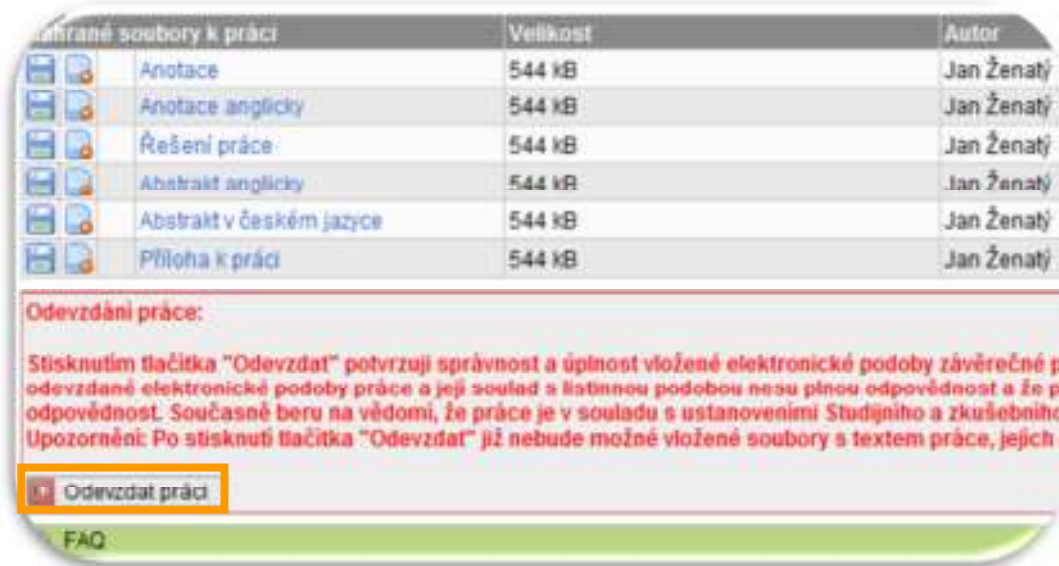 Nahrané soubory k práci Velikost Autor
Anotace 544 kB Jan Ženatý
Anotace anglicky 544 kB Jan Ženatý
Řešení práce 544 kB Jan Ženatý
Abstrakt anglicky 544 kB Jan Ženatý
Abstrakt v českém jazyce 544 kB Jan Ženatý
Příloha k práci 544 kB Jan Ženatý
Odevzdání práce:
Stisknutím tlačítka "Odevzdat" potvrzuji správnost a úplnost vložené elektronické podoby závěrečné
odevzdané elektronické podoby práce a její soulad s listinnou podobou nesu plnou odpovědnost a že
odpovědnost. Současně beru na vědomí, že práce je v souladu s ustanoveními Studijního a zkušebního
Upozornění: Po stisknutí tlačítka "Odevzdat" již nebude možné vložené soubory s textem práce, jejich
Odevzdat práci
FAQ